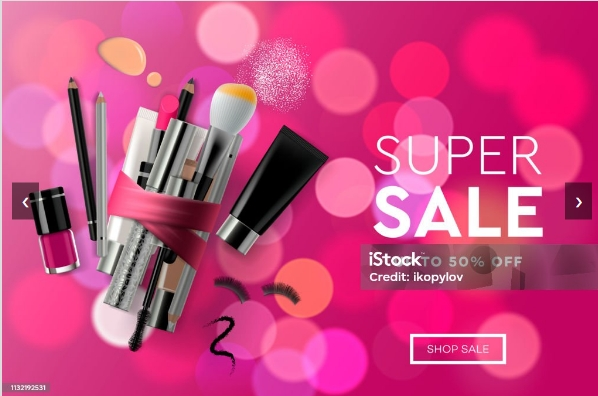 SUPER
SALE
TO 50% OFF
iStock
Credit: ikopylov
SHOP SALE
1132192531